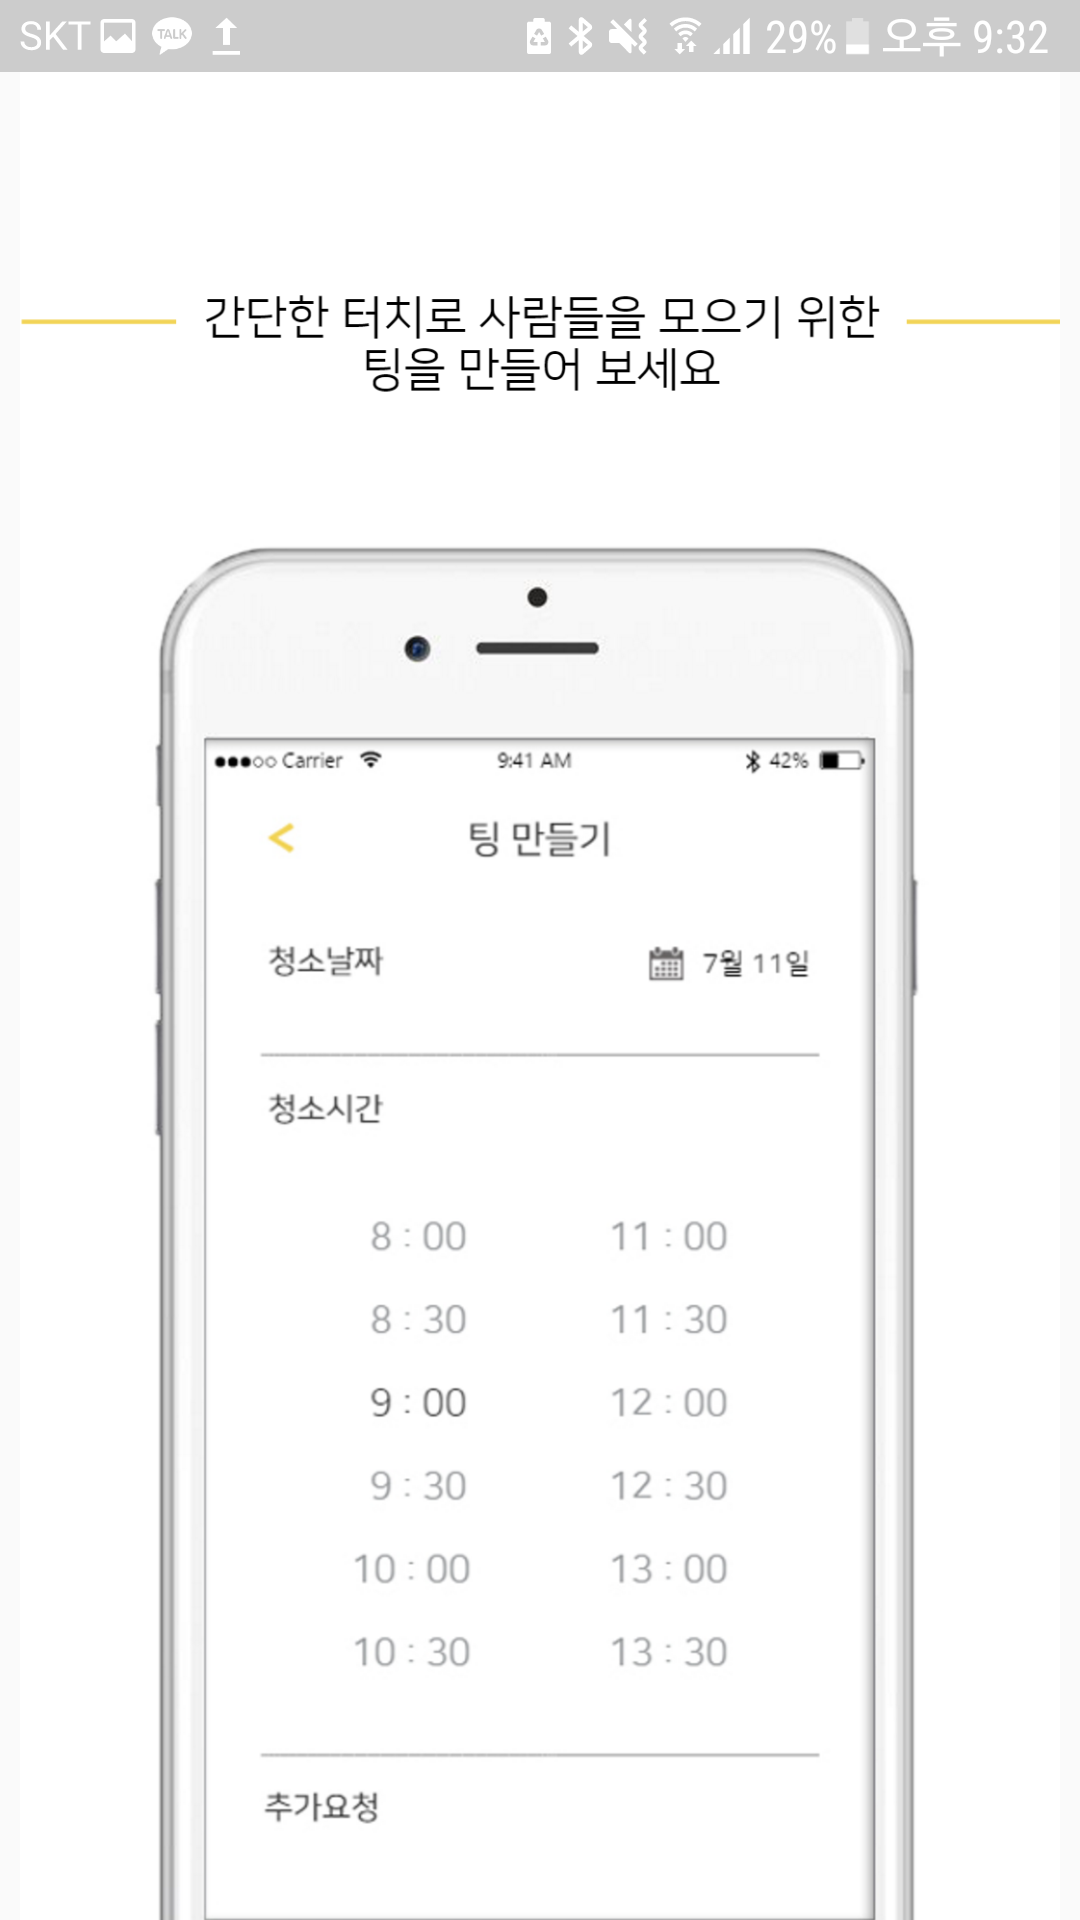 SKT TALK 29% 오후 9:32
간단한 터치로 사람들을 모으기 위한
팅을 만들어 보세요
Carrier 9:41 AM 42%
< 팅 만들기
청소날짜 7월 11일
청소시간
8 : 00 11 : 00
8 : 30 11 : 30
9 : 00 12 : 00
9 : 30 12 : 30
10 : 00 13 : 00
10 : 30 13 : 30
추가요청